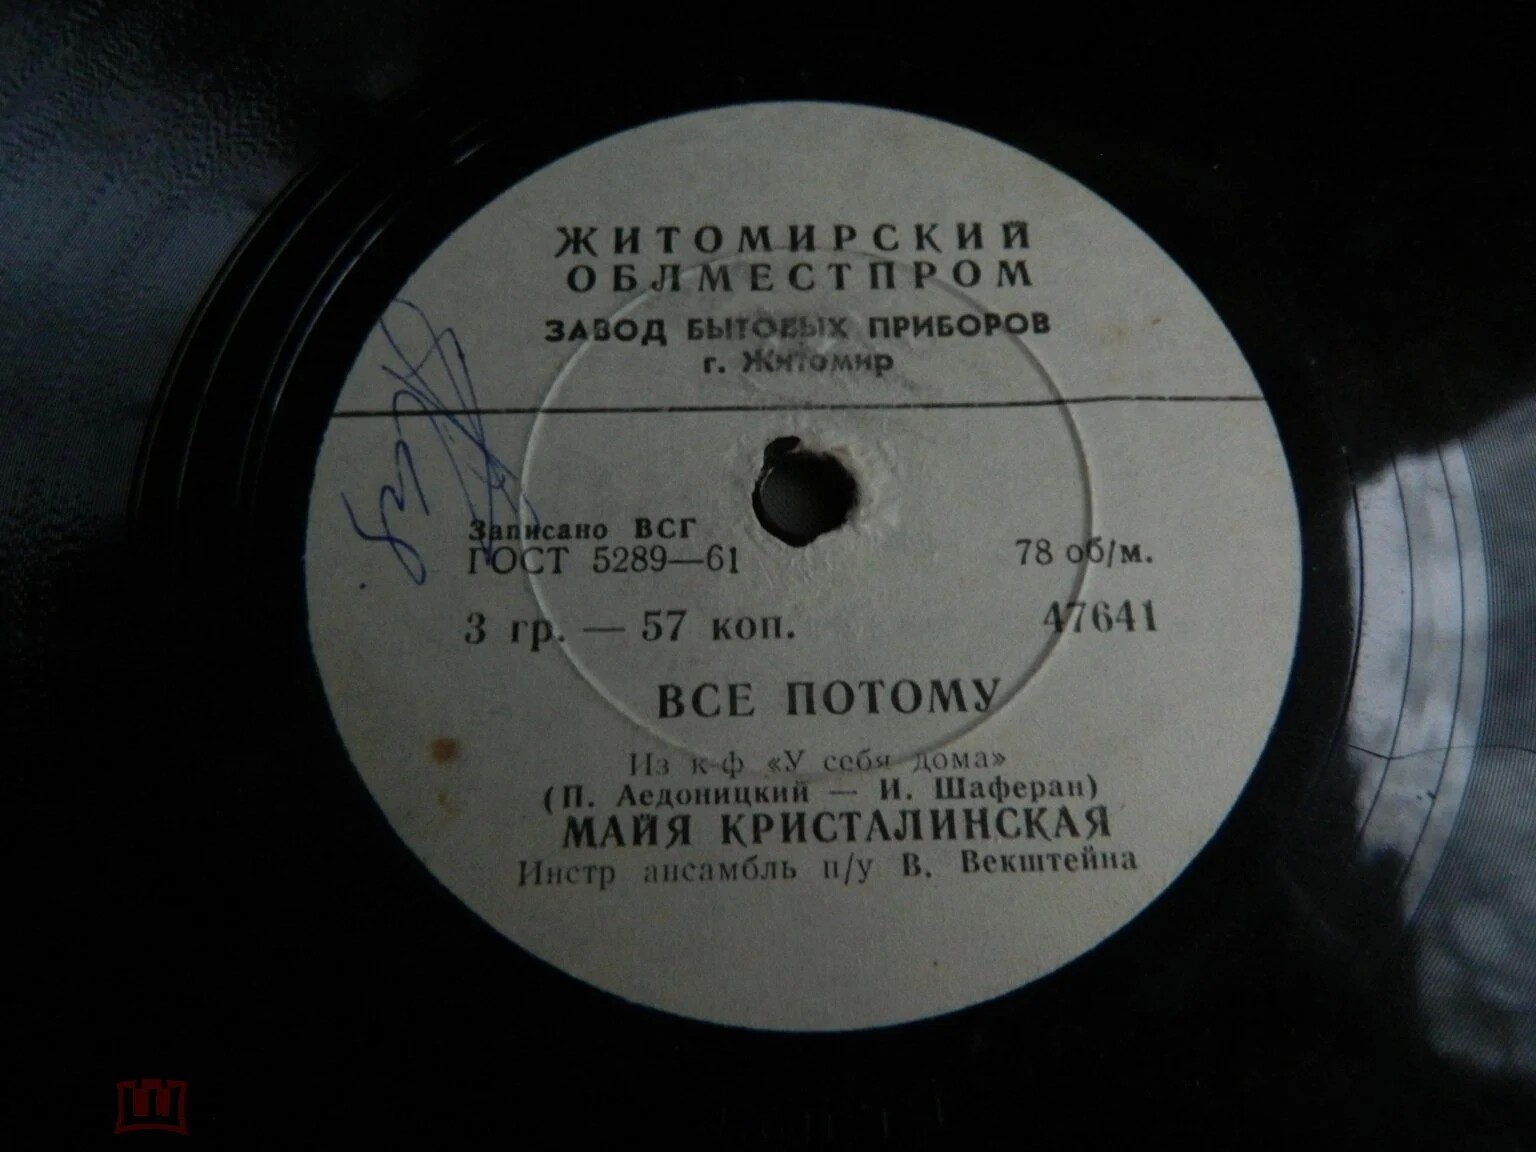 ЖИТОМИРСКИЙ
ОБЛМЕСТПРОМ
ЗАВОД БЫТОВЫХ ПРИБОРОВ
г. Житомир
Записано ВСГ
ГОСТ 5289—61
78 об/м.
3 гр. — 57 коп.
47641
ВСЕ ПОТОМУ
Из к-ф «У себя дома»
(П. Аедоницкий — И. Шаферан)
МАЙЯ КРИСТАЛИНСКАЯ
Инстр ансамбль п/у В. Векштейна